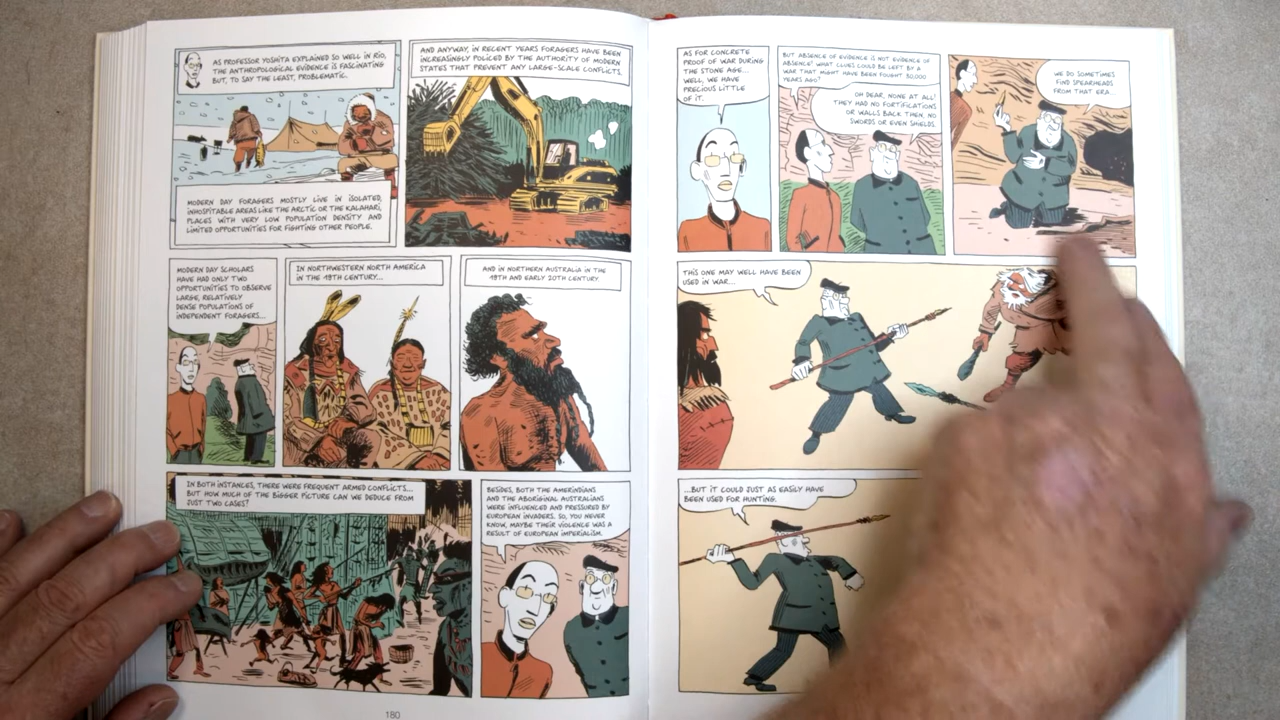 AS PROFESSOR YOSHITA EXPLAINED SO WELL IN RIO,
THE ANTHROPOLOGICAL EVIDENCE IS FASCINATING
BUT, TO SAY THE LEAST, PROBLEMATIC.
MODERN DAY FORAGERS MOSTLY LIVE IN ISOLATED,
INHOSPITABLE AREAS LIKE THE ARCTIC OR THE KALAHARI,
PLACES WITH VERY LOW POPULATION DENSITY AND
LIMITED OPPORTUNITIES FOR FIGHTING OTHER PEOPLE.
AND ANYWAY, IN RECENT YEARS FORAGERS HAVE BEEN
INCREASINGLY POLICED BY THE AUTHORITY OF MODERN
STATES THAT PREVENT ANY LARGE-SCALE CONFLICTS.
MODERN DAY SCHOLARS
HAVE HAD ONLY TWO
OPPORTUNITIES TO OBSERVE
LARGE, RELATIVELY
DENSE POPULATIONS OF
INDEPENDENT FORAGERS...
IN NORTHWESTERN NORTH AMERICA
IN THE 19TH CENTURY...
AND IN NORTHERN AUSTRALIA IN THE
19TH AND EARLY 20TH CENTURY.
IN BOTH INSTANCES, THERE WERE FREQUENT ARMED CONFLICTS...
BUT HOW MUCH OF THE BIGGER PICTURE CAN WE DEDUCE FROM
JUST TWO CASES?
BESIDES, BOTH THE AMERINDIANS
AND THE ABORIGINAL AUSTRALIANS
WERE INFLUENCED AND PRESSURED BY
EUROPEAN INVADERS. SO, YOU NEVER
KNOW, MAYBE THEIR VIOLENCE WAS A
RESULT OF EUROPEAN IMPERIALISM.
180
AS FOR CONCRETE
PROOF OF WAR DURING
THE STONE AGE...
WELL, WE HAVE
PRECIOUS LITTLE
OF IT.
BUT ABSENCE OF EVIDENCE IS NOT EVIDENCE OF
ABSENCE! WHAT CLUES COULD BE LEFT BY A
WAR THAT MIGHT HAVE BEEN FOUGHT 30,000
YEARS AGO?
OH DEAR, NONE AT ALL!
THEY HAD NO FORTIFICATIONS
OR WALLS BACK THEN, NO
SWORDS OR EVEN SHIELDS.
WE DO SOMETIMES
FIND SPEARHEADS
FROM THAT ERA...
THIS ONE MAY WELL HAVE BEEN
USED IN WAR...
...BUT IT COULD JUST AS EASILY HAVE
BEEN USED FOR HUNTING.